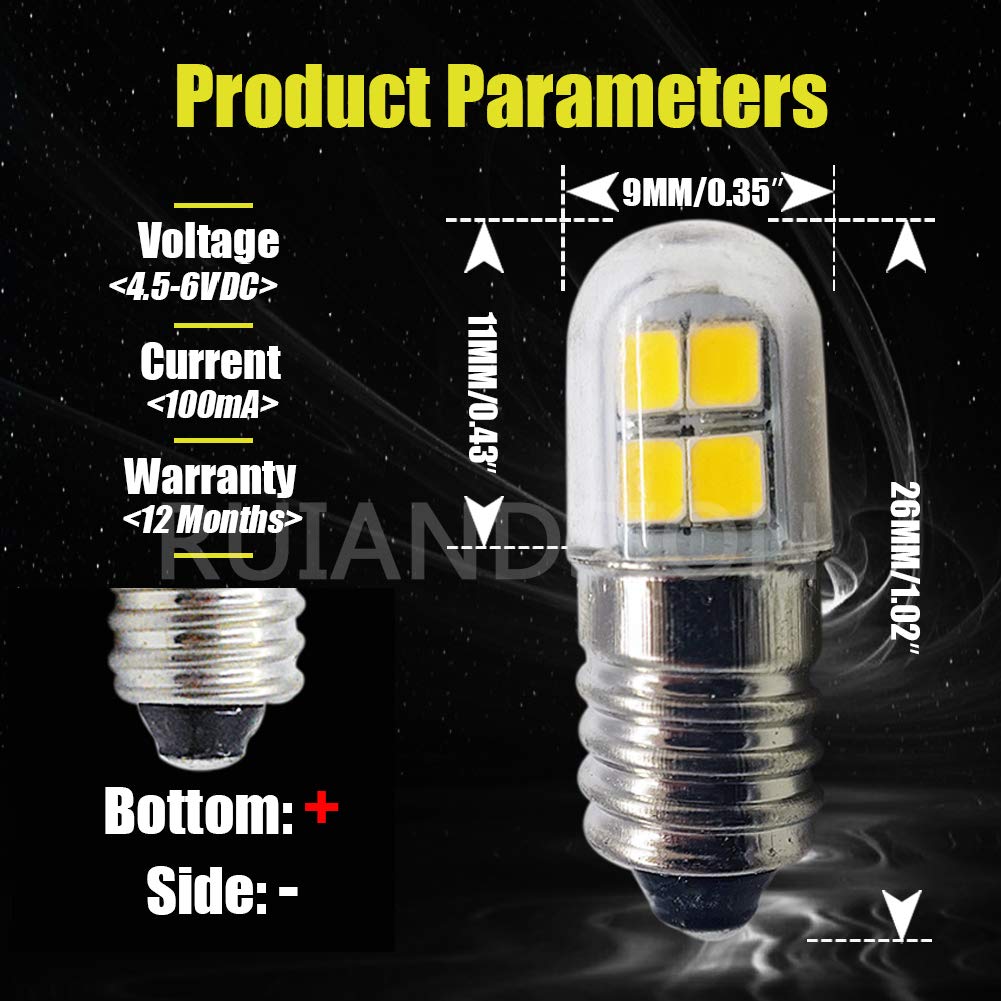 Product Parameters
9MM/0.35″
Voltage
<4.5-6VDC>
Current
<100mA>
Warranty
<12 Months>
11MM/0.43″
26MM/1.02″
Bottom: +
Side: -